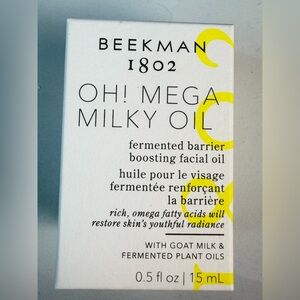 BEEKMAN
1802
OH! MEGA
MILKY OIL
fermented barrier
boosting facial oil
huile pour le visage
fermentée renforçant
la barrière
rich, omega fatty acids will
restore skin's youthful radiance
WITH GOAT MILK &
FERMENTED PLANT OILS
0.5 fl oz | 15 mL